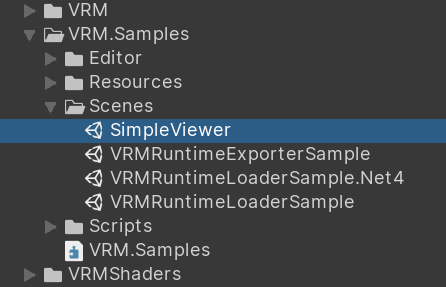 VRM
VRM.Samples
Editor
Resources
Scenes
SimpleViewer
VRMRuntimeExporterSample
VRMRuntimeLoaderSample.Net4
VRMRuntimeLoaderSample
Scripts
VRM.Samples
VRMShaders